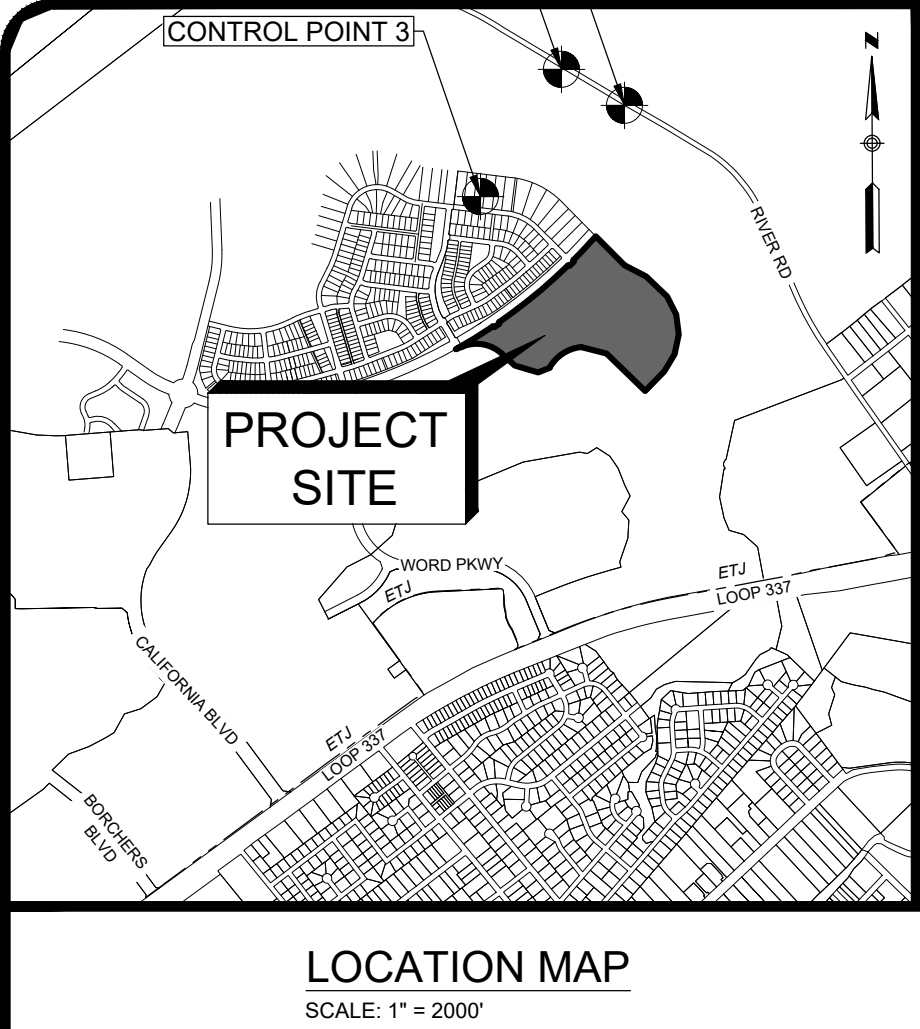 CONTROL POINT 3
N
RIVER RD
PROJECT
SITE
WORD PKWY
ETJ
ETJ
LOOP 337
CALIFORNIA BLVD
ETJ
LOOP 337
BORCHERS
BLVD
LOCATION MAP
SCALE: 1" = 2000'